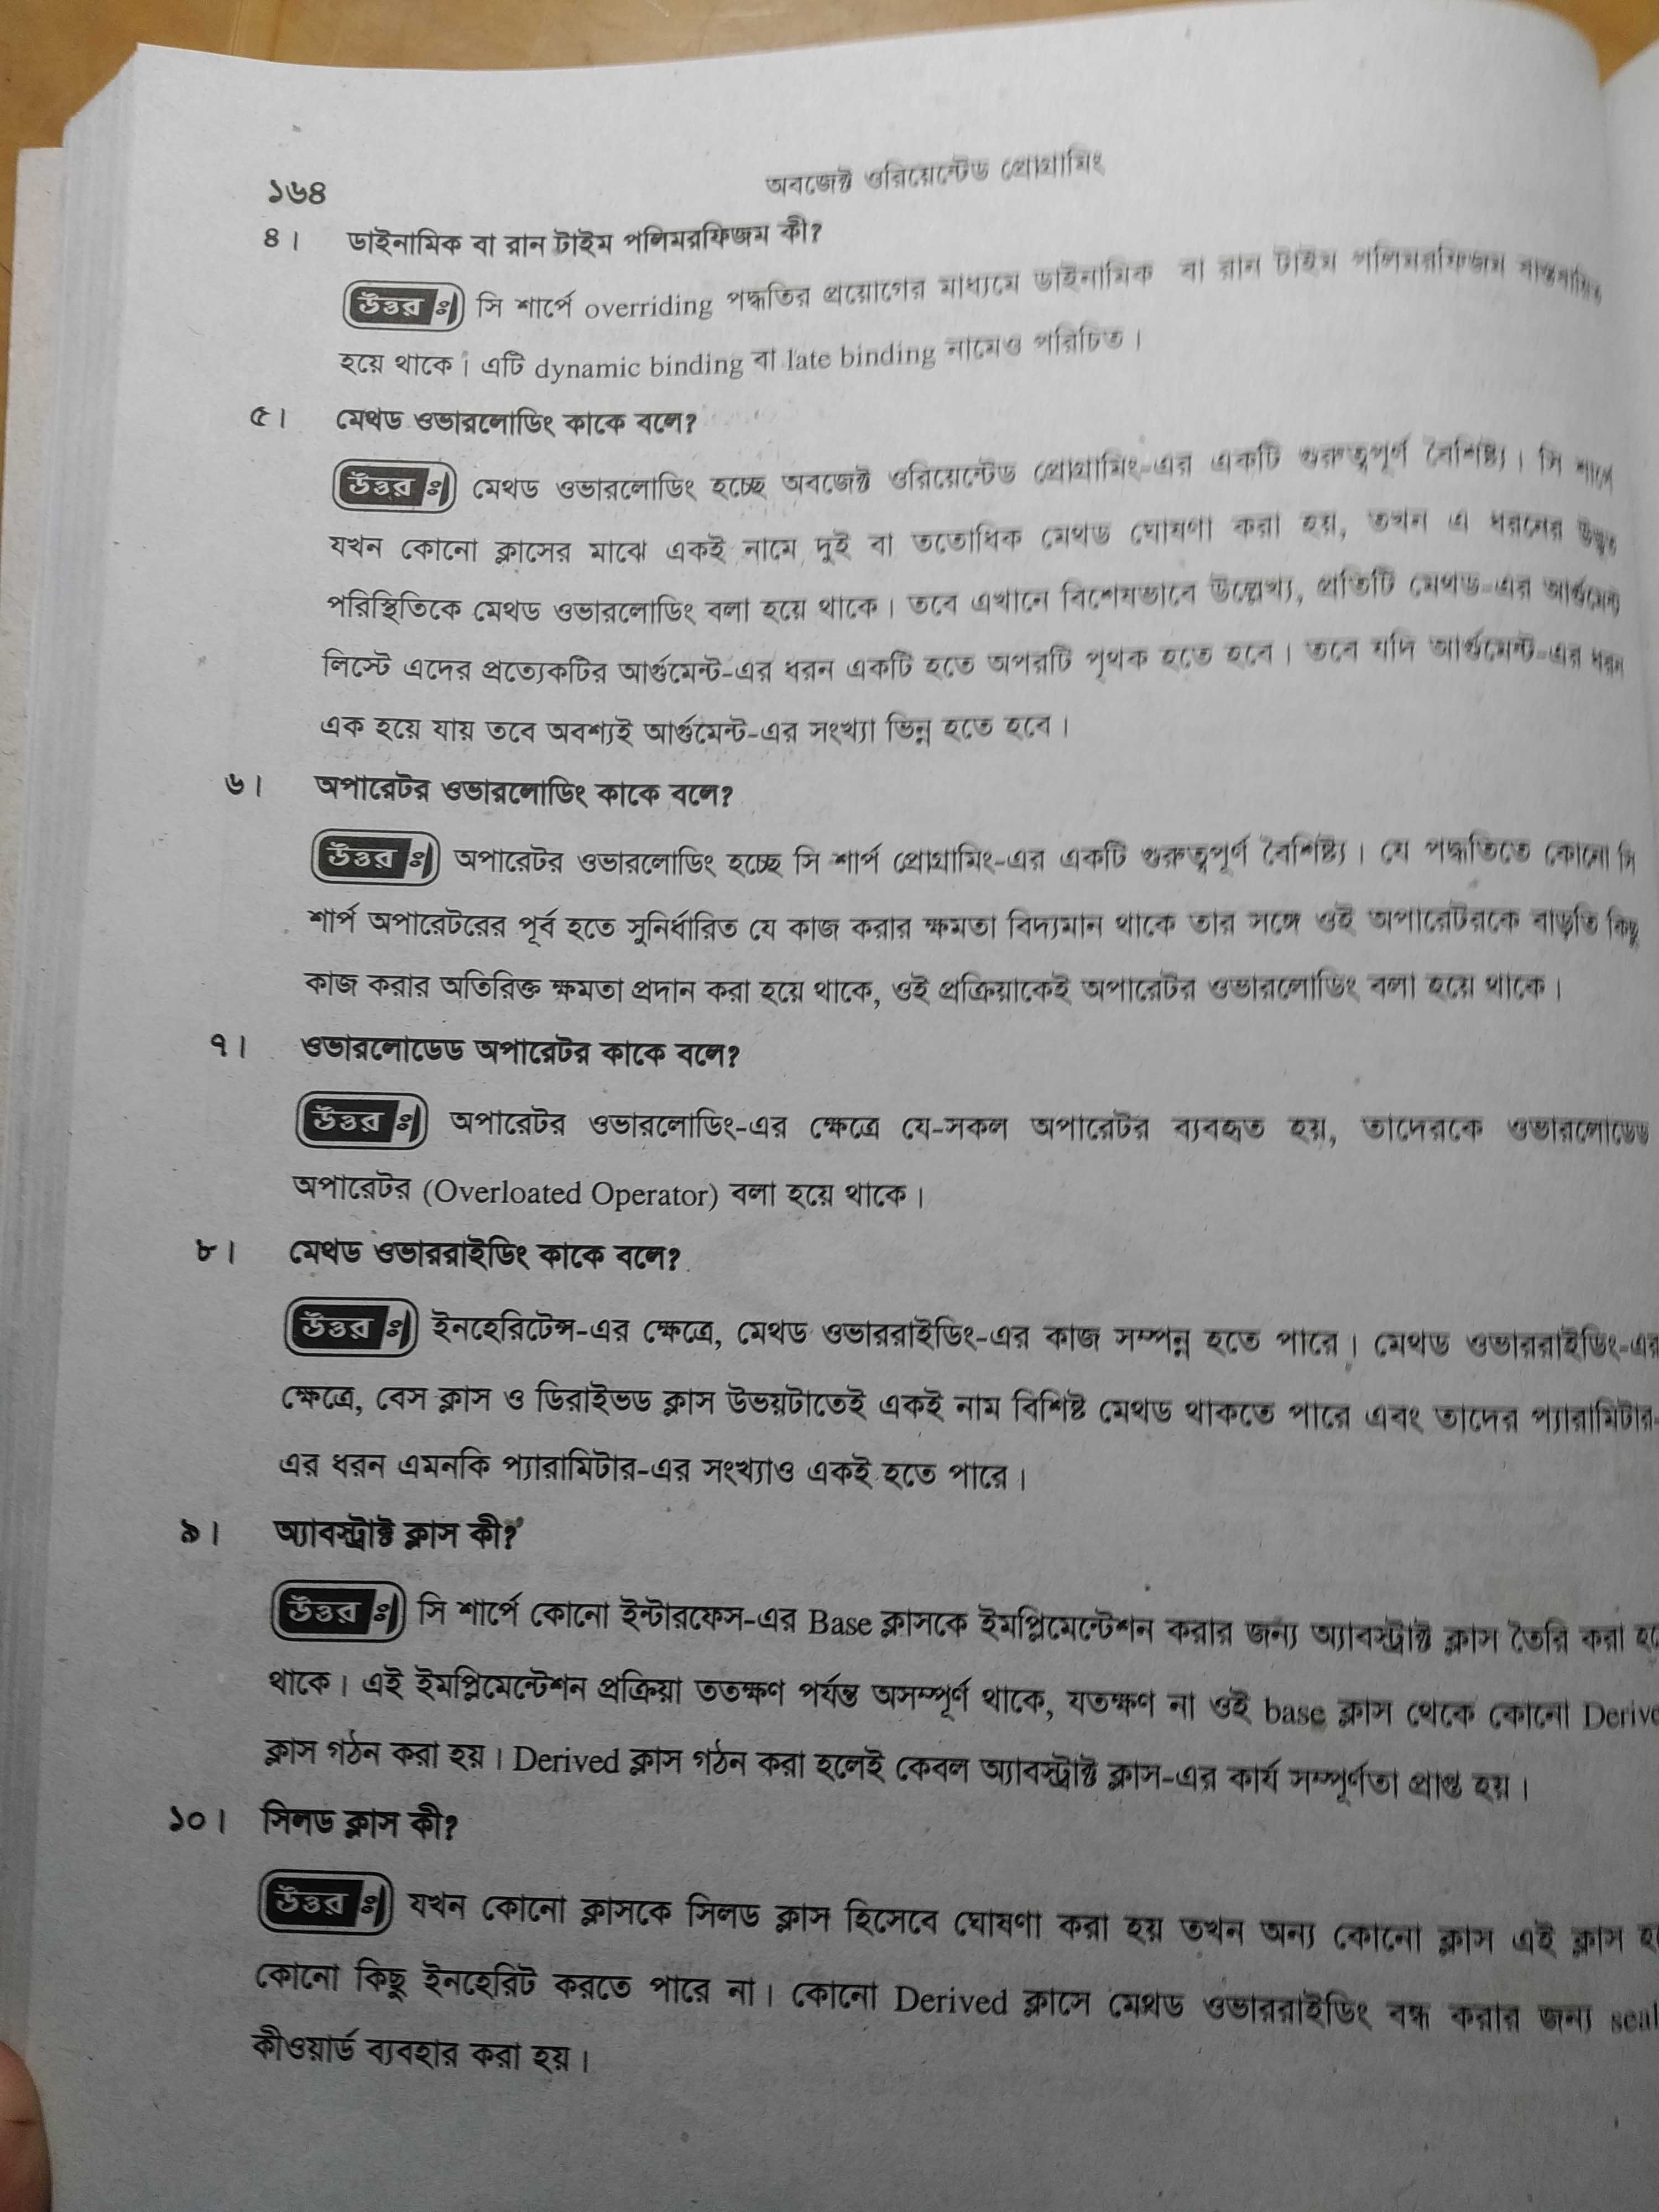 ১৬৪
অবজেক্ট ওরিয়েন্টেড প্রোগ্রামিং
৪। ডাইনামিক বা রান টাইম পলিমরফিজম কী?
উত্তর ঃ সি শার্পে overriding পদ্ধতির প্রয়োগের মাধ্যমে ডাইনামিক বা রান টাইম পলিমরফিজম
হয়ে থাকে। এটি dynamic binding বা late binding নামেও পরিচিত।
৫। মেথড ওভারলোডিং কাকে বলে?
উত্তর ঃ মেথড ওভারলোডিং হচ্ছে অবজেক্ট ওরিয়েন্টেড প্রোগ্রামিং-এর একটি গুরুত্বপূর্ণ বৈশিষ্ট্য। সি শার্পে
যখন কোনো ক্লাসের মাঝে একই নামে দুই বা ততোধিক মেথড ঘোষণা করা হয়, তখন এ ধরনের উদ্ভূত
পরিস্থিতিকে মেথড ওভারলোডিং বলা হয়ে থাকে। তবে এখানে বিশেষভাবে উল্লেখ্য, প্রতিটি মেথড-এর আর্গুমেন্ট
লিস্টে এদের প্রত্যেকটির আর্গুমেন্ট-এর ধরন একটি হতে অপরটি পৃথক হতে হবে। তবে যদি আর্গুমেন্ট-এর ধরন
এক হয়ে যায় তবে অবশ্যই আর্গুমেন্ট-এর সংখ্যা ভিন্ন হতে হবে।
৬। অপারেটর ওভারলোডিং কাকে বলে?
উত্তর ঃ অপারেটর ওভারলোডিং হচ্ছে সি শার্প প্রোগ্রামিং-এর একটি গুরুত্বপূর্ণ বৈশিষ্ট্য। যে পদ্ধতিতে কোনো সি
শার্প অপারেটরের পূর্ব হতে সুনির্ধারিত যে কাজ করার ক্ষমতা বিদ্যমান থাকে তার সঙ্গে ওই অপারেটরকে বাড়তি কিছু
কাজ করার অতিরিক্ত ক্ষমতা প্রদান করা হয়ে থাকে, ওই প্রক্রিয়াকেই অপারেটর ওভারলোডিং বলা হয়ে থাকে।
৭। ওভারলোডেড অপারেটর কাকে বলে?
উত্তর ঃ অপারেটর ওভারলোডিং-এর ক্ষেত্রে যে-সকল অপারেটর ব্যবহৃত হয়, তাদেরকে ওভারলোডেড
অপারেটর (Overloated Operator) বলা হয়ে থাকে।
৮। মেথড ওভাররাইডিং কাকে বলে?
উত্তর ঃ ইনহেরিটেন্স-এর ক্ষেত্রে, মেথড ওভাররাইডিং-এর কাজ সম্পন্ন হতে পারে। মেথড ওভাররাইডিং-এর
ক্ষেত্রে, বেস ক্লাস ও ডিরাইভড ক্লাস উভয়টাতেই একই নাম বিশিষ্ট মেথড থাকতে পারে এবং তাদের প্যারামিটার-
এর ধরন এমনকি প্যারামিটার-এর সংখ্যাও একই হতে পারে।
৯। অ্যাবস্ট্রাক্ট ক্লাস কী?
উত্তর ঃ সি শার্পে কোনো ইন্টারফেস-এর Base ক্লাসকে ইমপ্লিমেন্টেশন করার জন্য অ্যাবস্ট্রাক্ট ক্লাস তৈরি করা
থাকে। এই ইমপ্লিমেন্টেশন প্রক্রিয়া ততক্ষণ পর্যন্ত অসম্পূর্ণ থাকে, যতক্ষণ না ওই base ক্লাস থেকে কোনো
ক্লাস গঠন করা হয়। Derived ক্লাস গঠন করা হলেই কেবল অ্যাবস্ট্রাক্ট ক্লাস-এর কার্য সম্পূর্ণতা প্রাপ্ত হয়।
১০। সিলড ক্লাস কী?
উত্তর ঃ যখন কোনো ক্লাসকে সিলড ক্লাস হিসেবে ঘোষণা করা হয় তখন অন্য কোনো ক্লাস এই ক্লাস
কোনো কিছু ইনহেরিট করতে পারে না। কোনো Derived ক্লাসে মেথড ওভাররাইডিং বন্ধ করার জন্য
কীওয়ার্ড ব্যবহার করা হয়।